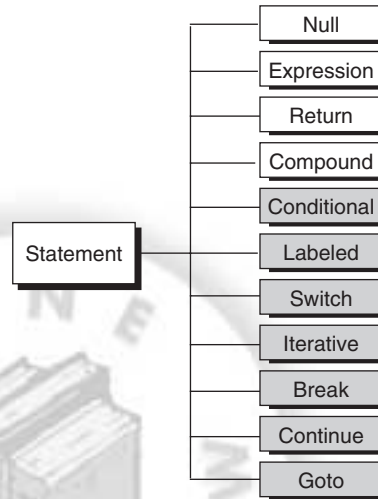 Null
Expression
Return
Compound
Conditional
Statement
Labeled
Switch
Iterative
Break
Continue
Goto